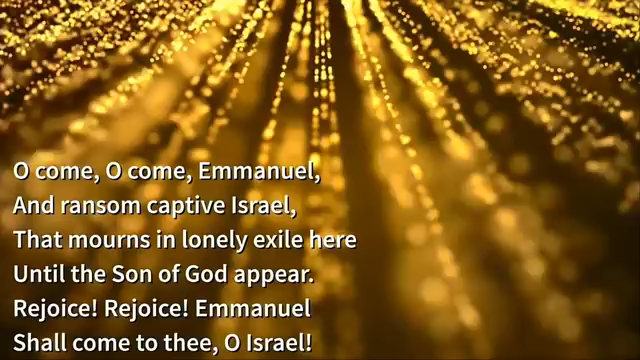 O come, O come, Emmanuel,
And ransom captive Israel,
That mourns in lonely exile here
Until the Son of God appear.
Rejoice! Rejoice! Emmanuel
Shall come to thee, O Israel!